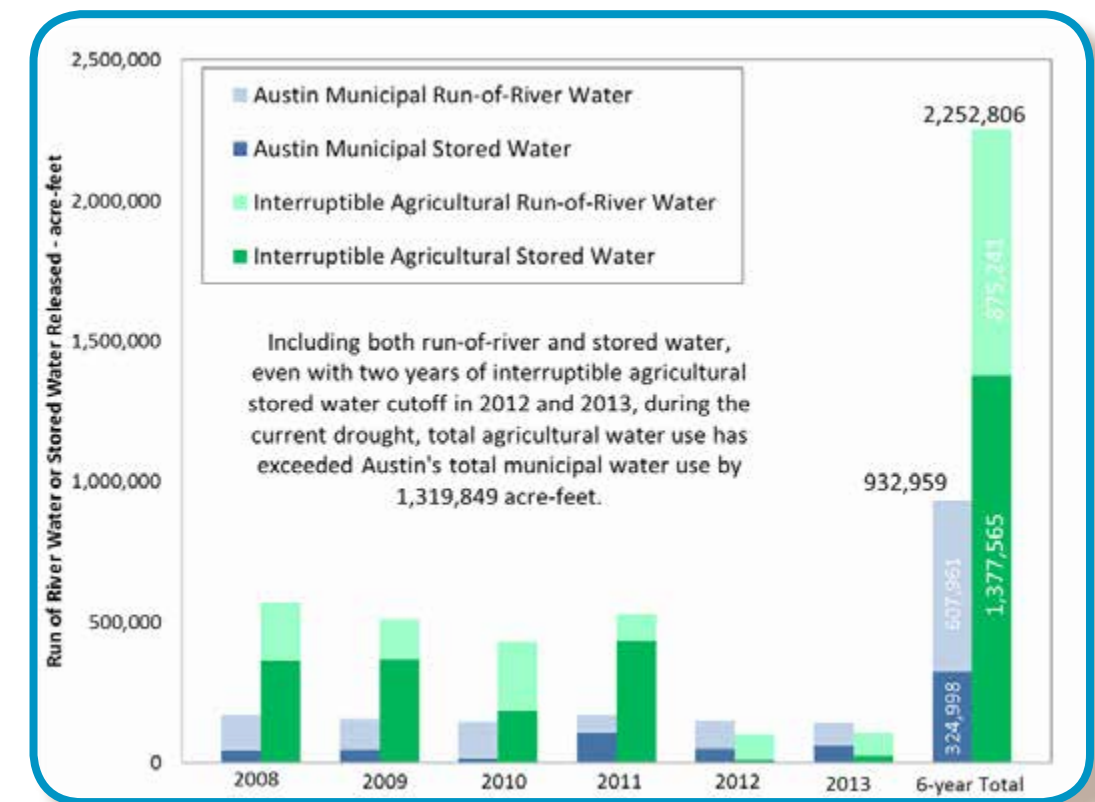 2,500,000
2,000,000
1,500,000
1,000,000
500,000
0
Run of River Water or Stored Water Released - acre-feet
Austin Municipal Run-of-River Water
Austin Municipal Stored Water
Interruptible Agricultural Run-of-River Water
Interruptible Agricultural Stored Water
Including both run-of-river and stored water,
even with two years of interruptible agricultural
stored water cutoff in 2012 and 2013, during the
current drought, total agricultural water use has
exceeded Austin's total municipal water use by
1,319,849 acre-feet.
932,959
2,252,806
607,961
324,998
875,241
1,377,565
2008
2009
2010
2011
2012
2013
6-year Total